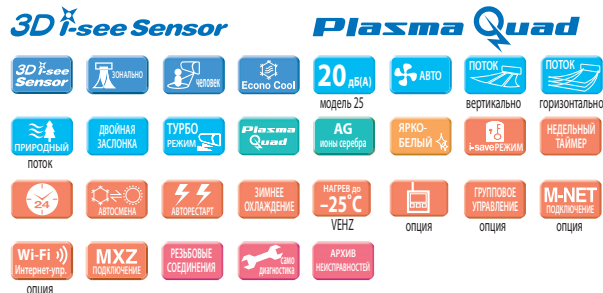 3D i-see Sensor
Plasma Quad
3D i-see
Sensor
ЗОНАЛЬНО
ЧЕЛОВЕК
Econo Cool
20 дБ(А)
модель 25
АВТО
ПОТОК
вертикально
ПОТОК
горизонтально
ПРИРОДНЫЙ
поток
ДВОЙНАЯ
ЗАСЛОНКА
ТУРБО
РЕЖИМ
Plasma
Quad
AG
ионы серебра
ЯРКО-
БЕЛЫЙ
i-save РЕЖИМ
НЕДЕЛЬНЫЙ
ТАЙМЕР
24
АВТОСМЕНА
АВТОРЕСТАРТ
ЗИМНЕЕ
ОХЛАЖДЕНИЕ
НАГРЕВ до
–25°C
VEHZ
опция
ГРУППОВОЕ
УПРАВЛЕНИЕ
опция
M-NET
ПОДКЛЮЧЕНИЕ
опция
Wi-Fi
Интернет-упр.
опция
MXZ
ПОДКЛЮЧЕНИЕ
РЕЗЬБОВЫЕ
СОЕДИНЕНИЯ
само
диагностика
АРХИВ
НЕИСПРАВНОСТЕЙ